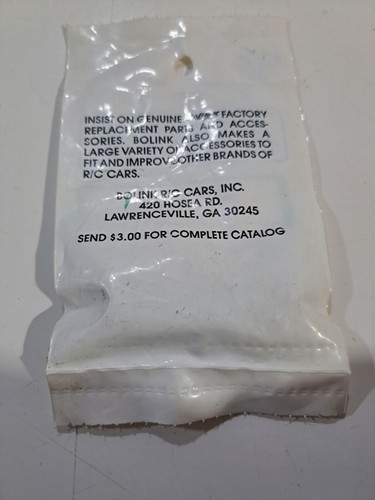 INSIST ON GENUINE FACTORY
REPLACEMENT PARTS AND ACCES-
SORIES. BOLINK ALSO MAKES A
LARGE VARIETY OF ACCESSORIES TO
FIT AND IMPROVE OTHER BRANDS OF
R/C CARS.
BOLINK R/C CARS, INC.
420 HOSEA RD.
LAWRENCEVILLE, GA 30245
SEND $3.00 FOR COMPLETE CATALOG